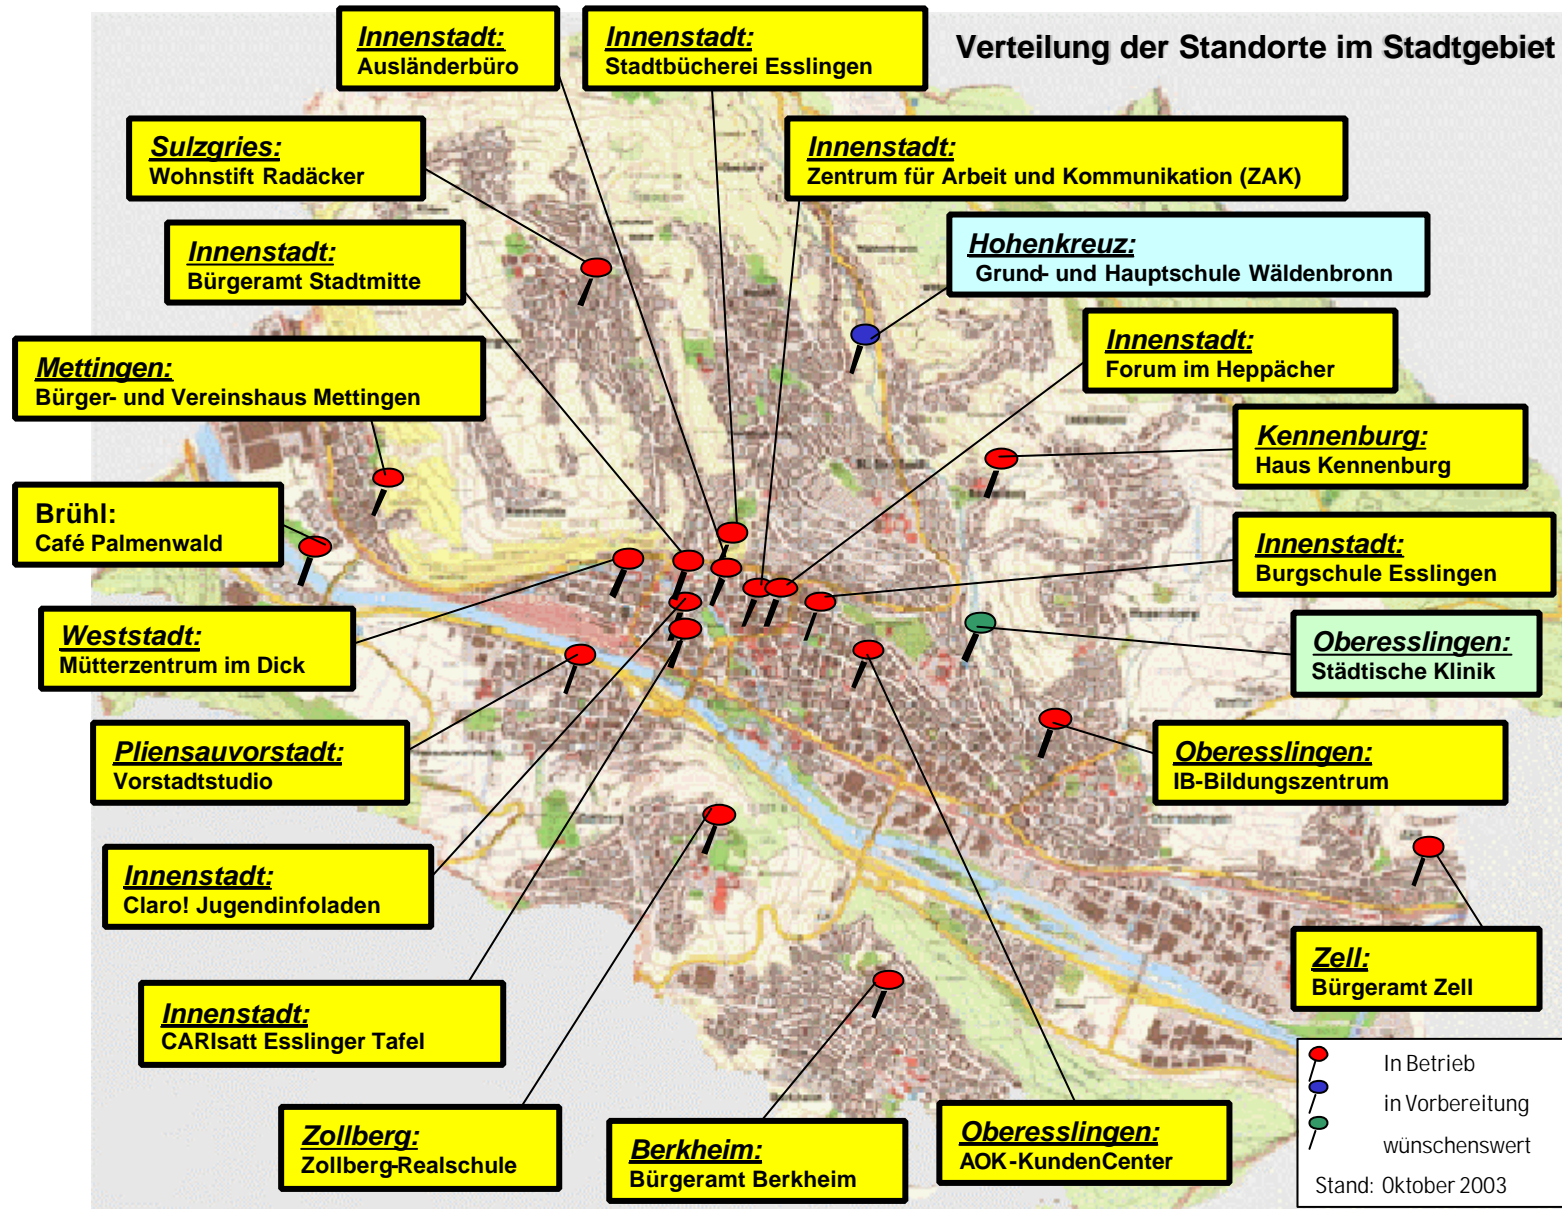 Verteilung der Standorte im Stadtgebiet
Innenstadt:
Ausländerbüro
Innenstadt:
Stadtbücherei Esslingen
Sulzgries:
Wohnstift Radäcker
Innenstadt:
Zentrum für Arbeit und Kommunikation (ZAK)
Innenstadt:
Bürgeramt Stadtmitte
Hohenkreuz:
Grund- und Hauptschule Wäldenbronn
Mettingen:
Bürger- und Vereinshaus Mettingen
Innenstadt:
Forum im Heppächer
Kennenburg:
Haus Kennenburg
Brühl:
Café Palmenwald
Innenstadt:
Burgschule Esslingen
Weststadt:
Mütterzentrum im Dick
Oberesslingen:
Städtische Klinik
Pliensauvorstadt:
Vorstadtstudio
Oberesslingen:
IB-Bildungszentrum
Innenstadt:
Claro! Jugendinfoladen
Zell:
Bürgeramt Zell
Innenstadt:
CARIsatt Esslinger Tafel
Zollberg:
Zollberg-Realschule
Berkheim:
Bürgeramt Berkheim
Oberesslingen:
AOK-KundenCenter
In Betrieb
in Vorbereitung
wünschenswert
Stand: Oktober 2003